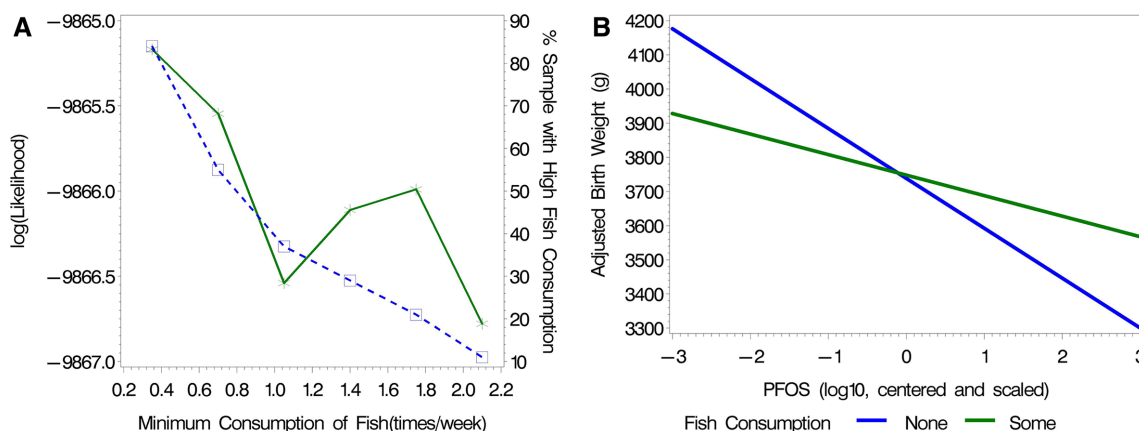 A
log(Likelihood)
−9865.0
−9865.5
−9866.0
−9866.5
−9867.0
90
80
70
60
50
40
30
20
10
% Sample with High Fish Consumption
0.2 0.4 0.6 0.8 1.0 1.2 1.4 1.6 1.8 2.0 2.2
Minimum Consumption of Fish(times/week)
B
Adjusted Birth Weight (g)
4200
4100
4000
3900
3800
3700
3600
3500
3400
3300
−3 −2 −1 0 1 2 3
PFOS (log10, centered and scaled)
Fish Consumption None Some